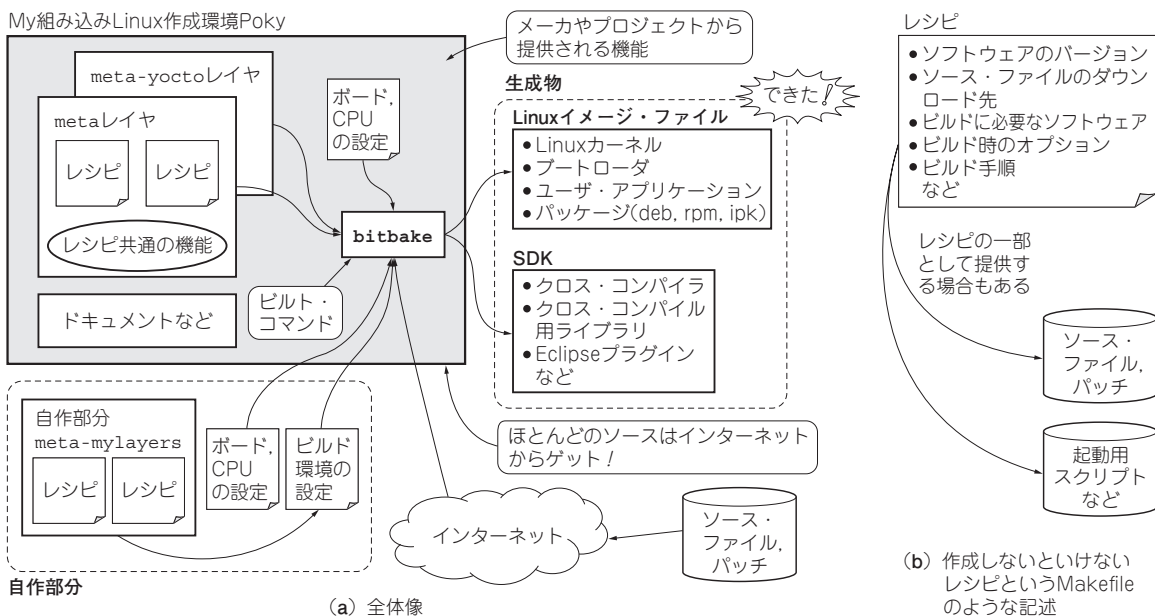 My組み込みLinux作成環境Poky
meta-yoctoレイヤ
metaレイヤ
レシピ
レシピ
レシピ共通の機能
ドキュメントなど
ボード,
CPU
の設定
bitbake
ビルト・
コマンド
メーカやプロジェクトから
提供される機能
生成物
できた!
Linuxイメージ・ファイル
●Linuxカーネル
●ブートローダ
●ユーザ・アプリケーション
●パッケージ(deb, rpm, ipk)
SDK
●クロス・コンパイラ
●クロス・コンパイル
用ライブラリ
●Eclipseプラグイン
など
自作部分
meta-mylayers
レシピ
レシピ
ボード,
CPU
の設定
ビルド
環境の
設定
自作部分
ほとんどのソースはインターネット
からゲット!
インターネット
ソース・
ファイル,
パッチ
(a) 全体像
レシピ
●ソフトウェアのバージョン
●ソース・ファイルのダウン
ロード先
●ビルドに必要なソフトウェア
●ビルド時のオプション
●ビルド手順
など
レシピの一部
として提供す
る場合もある
ソース・
ファイル,
パッチ
起動用
スクリプト
など
(b) 作成しないといけない
レシピというMakefile
のような記述